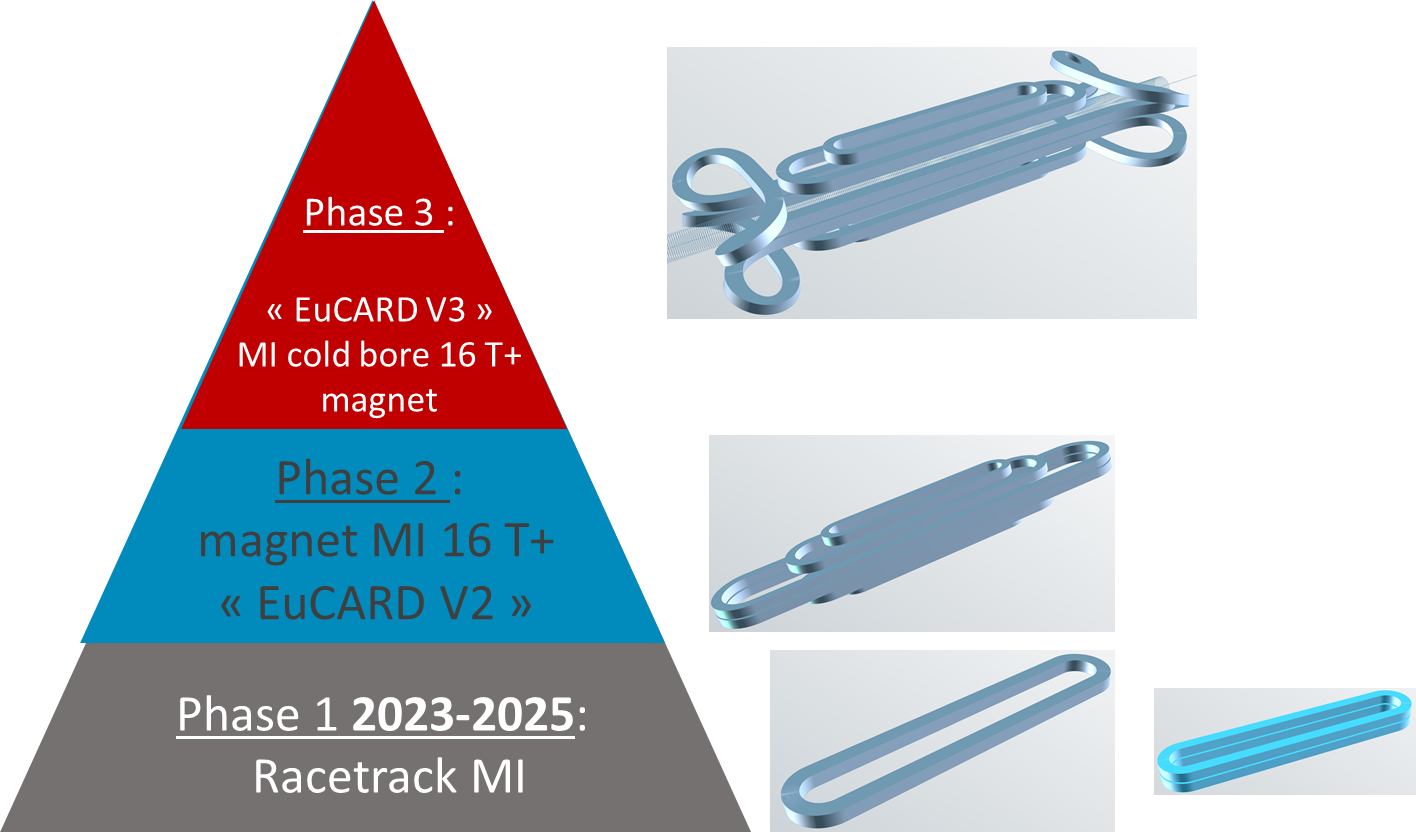 Phase 3 :
« EuCARD V3 »
MI cold bore 16 T+
magnet
Phase 2 :
magnet MI 16 T+
« EuCARD V2 »
Phase 1 2023-2025:
Racetrack MI